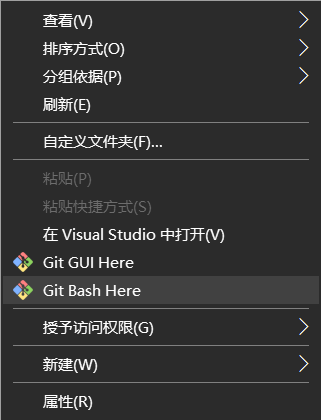 查看(V)
排序方式(O)
分组依据(P)
刷新(E)
自定义文件夹(F)...
粘贴(P)
粘贴快捷方式(S)
在 Visual Studio 中打开(V)
Git GUI Here
Git Bash Here
授予访问权限(G)
新建(W)
属性(R)